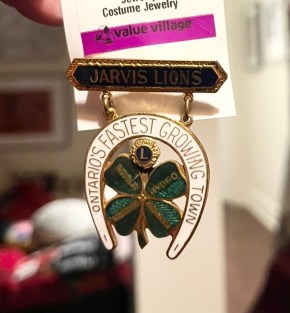 Costume Jewelry
value village
JARVIS LIONS
ONTARIO'S FASTEST GROWING TOWN
L